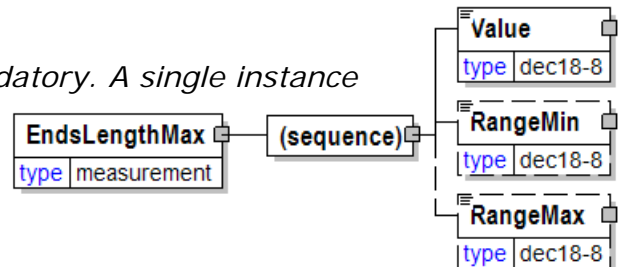 Value
type dec18-8
datory. A single instance
RangeMin
EndsLengthMax
(sequence)
type dec18-8
type measurement
RangeMax
type dec18-8